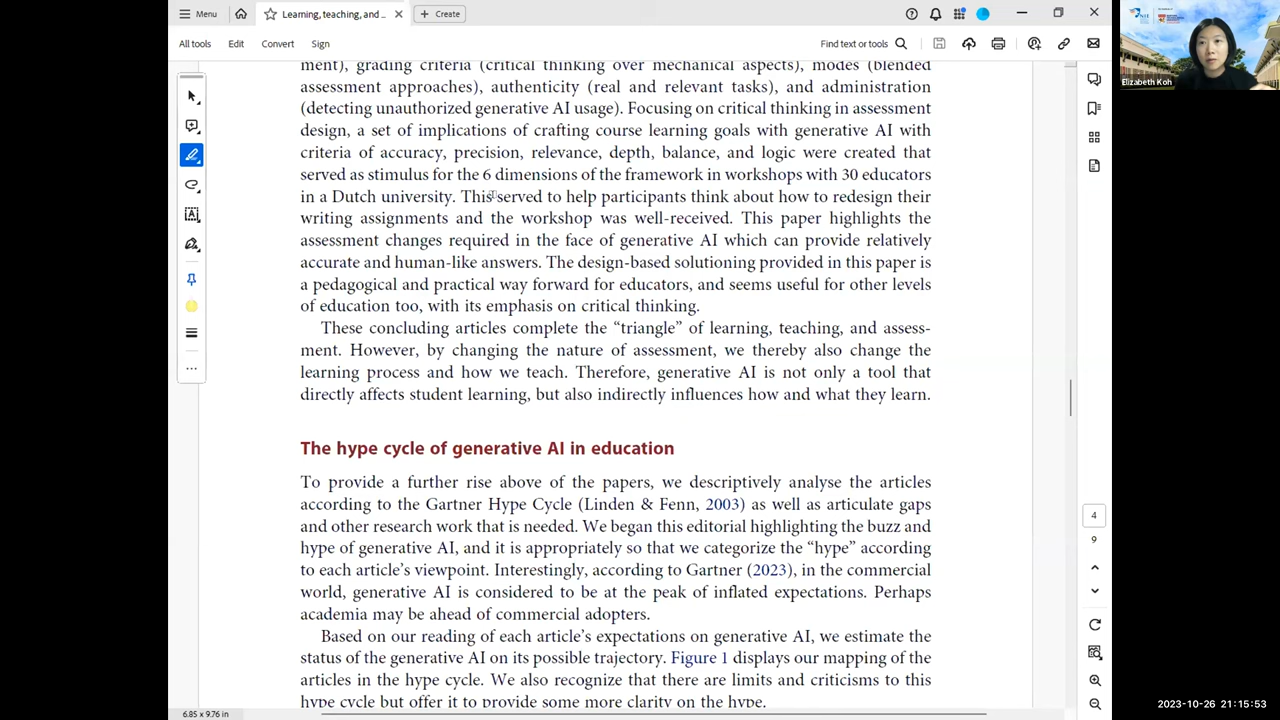 Menu
Learning, teaching, and ...
Create
All tools
Edit
Convert
Sign
Find text or tools
ment), grading criteria (critical thinking over mechanical aspects), modes (blended
assessment approaches), authenticity (real and relevant tasks), and administration
(detecting unauthorized generative AI usage). Focusing on critical thinking in assessment
design, a set of implications of crafting course learning goals with generative AI with
criteria of accuracy, precision, relevance, depth, balance, and logic were created that
served as stimulus for the 6 dimensions of the framework in workshops with 30 educators
in a Dutch university. This served to help participants think about how to redesign their
writing assignments and the workshop was well-received. This paper highlights the
assessment changes required in the face of generative AI which can provide relatively
accurate and human-like answers. The design-based solutioning provided in this paper is
a pedagogical and practical way forward for educators, and seems useful for other levels
of education too, with its emphasis on critical thinking.
These concluding articles complete the “triangle” of learning, teaching, and assess-
ment. However, by changing the nature of assessment, we thereby also change the
learning process and how we teach. Therefore, generative AI is not only a tool that
directly affects student learning, but also indirectly influences how and what they learn.
The hype cycle of generative AI in education
To provide a further rise above of the papers, we descriptively analyse the articles
according to the Gartner Hype Cycle (Linden & Fenn, 2003) as well as articulate gaps
and other research work that is needed. We began this editorial highlighting the buzz and
hype of generative AI, and it is appropriately so that we categorize the “hype” according
to each article’s viewpoint. Interestingly, according to Gartner (2023), in the commercial
world, generative AI is considered to be at the peak of inflated expectations. Perhaps
academia may be ahead of commercial adopters.
Based on our reading of each article’s expectations on generative AI, we estimate the
status of the generative AI on its possible trajectory. Figure 1 displays our mapping of the
articles in the hype cycle. We also recognize that there are limits and criticisms to this
hype cycle but offer it to provide some more clarity on the hype.
4
9
6.85 x 9.76 in
NIE
Elizabeth Koh
2023-10-26 21:15:53